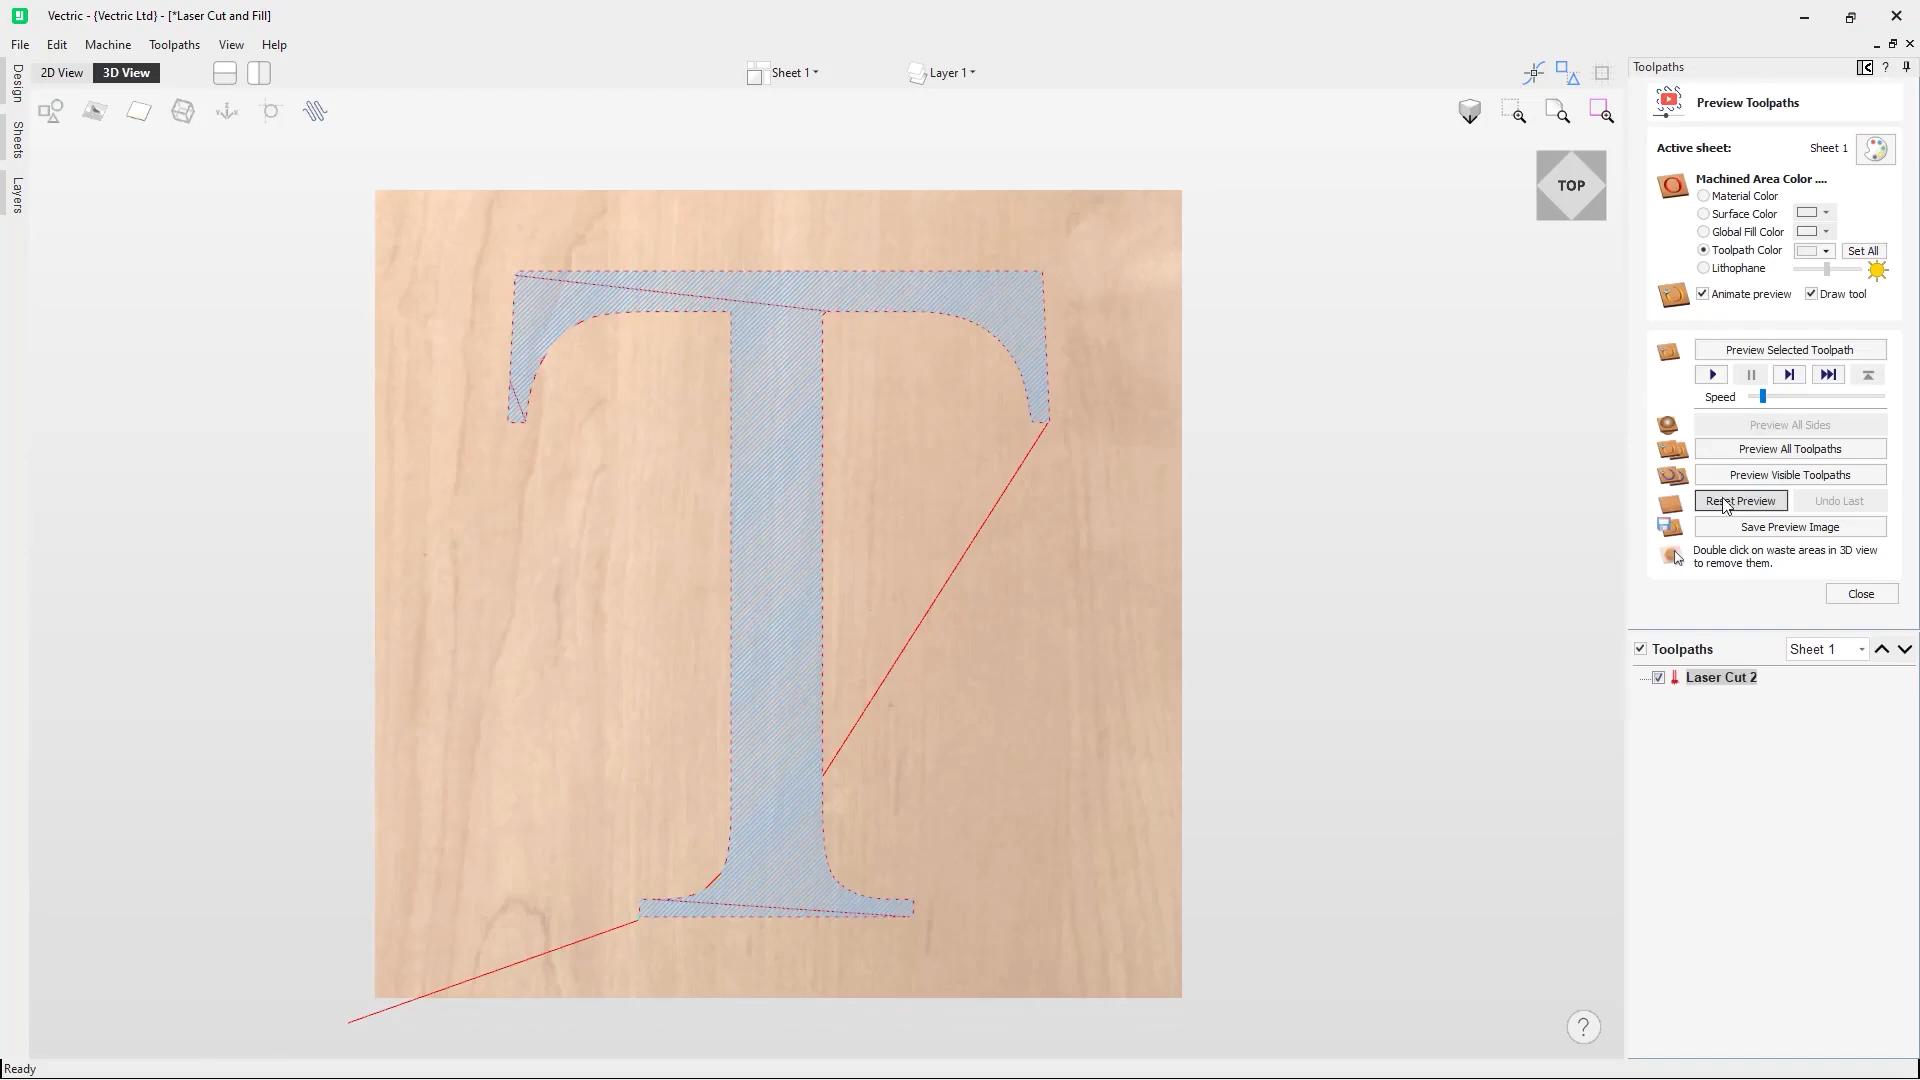 Vectric - {Vectric Ltd} - [*Laser Cut and Fill]
File Edit Machine Toolpaths View Help
2D View 3D View Sheet 1 Layer 1
Design
Sheets
Layers
TOP
T
Toolpaths ?
Preview Toolpaths
Active sheet: Sheet 1
Machined Area Color ....
Material Color
Surface Color
Global Fill Color
Toolpath Color Set All
Lithophane
Animate preview Draw tool
Preview Selected Toolpath
Speed
Preview All Sides
Preview All Toolpaths
Preview Visible Toolpaths
Reset Preview Undo Last
Save Preview Image
Double click on waste areas in 3D view
to remove them.
Close
Toolpaths Sheet 1
Laser Cut 2
?
Ready